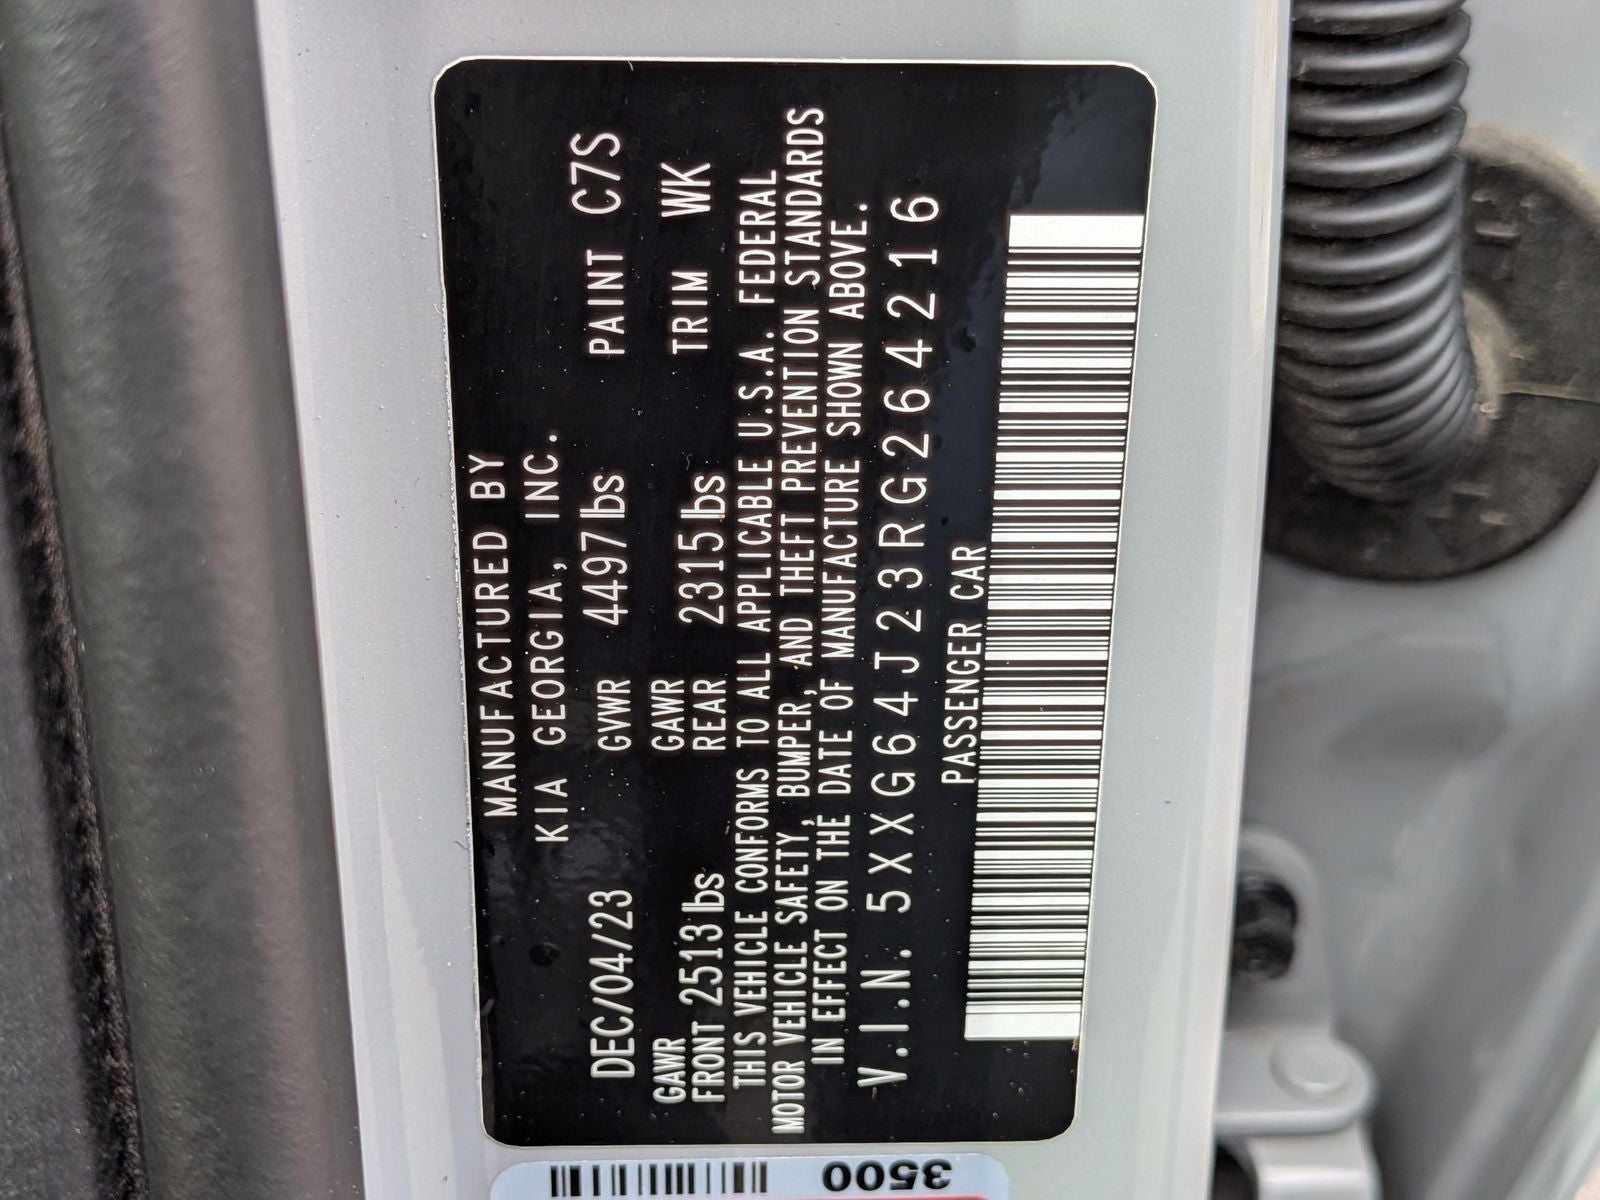 MANUFACTURED BY
KIA GEORGIA, INC.
DEC/04/23 GVWR 4497lbs PAINT C7S
GAWR FRONT 2513lbs GAWR REAR 2315lbs TRIM WK
THIS VEHICLE CONFORMS TO ALL APPLICABLE U.S.A. FEDERAL
MOTOR VEHICLE SAFETY, BUMPER, AND THEFT PREVENTION STANDARDS
IN EFFECT ON THE DATE OF MANUFACTURE SHOWN ABOVE.
V.I.N. 5XXG64J23RG264216
PASSENGER CAR
3500